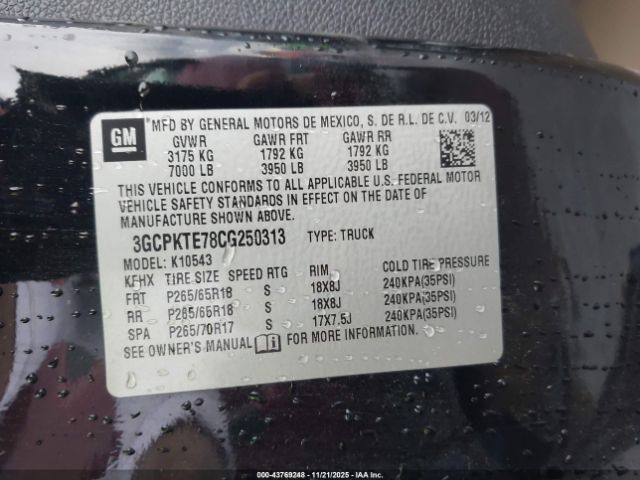 GM
*MFD BY GENERAL MOTORS DE MEXICO, S. DE R.L. DE C.V. 03/12
GVWR GAWR FRT GAWR RR
3175 KG 1792 KG 1792 KG
7000 LB 3950 LB 3950 LB
THIS VEHICLE CONFORMS TO ALL APPLICABLE U.S. FEDERAL MOTOR
VEHICLE SAFETY STANDARDS IN EFFECT ON THE DATE OF
MANUFACTURE SHOWN ABOVE.
3GCPKTE78CG250313 TYPE: TRUCK
MODEL: K10543
KFHX TIRE SIZE SPEED RTG RIM COLD TIRE PRESSURE
FRT P265/65R18 S 18X8J 240KPA(35PSI)
RR P265/65R18 S 18X8J 240KPA(35PSI)
SPA P265/70R17 S 17X7.5J 240KPA(35PSI)
SEE OWNER'S MANUAL FOR MORE INFORMATION.
000-43769248 - 11/21/2025 - Copyright © IAA Inc